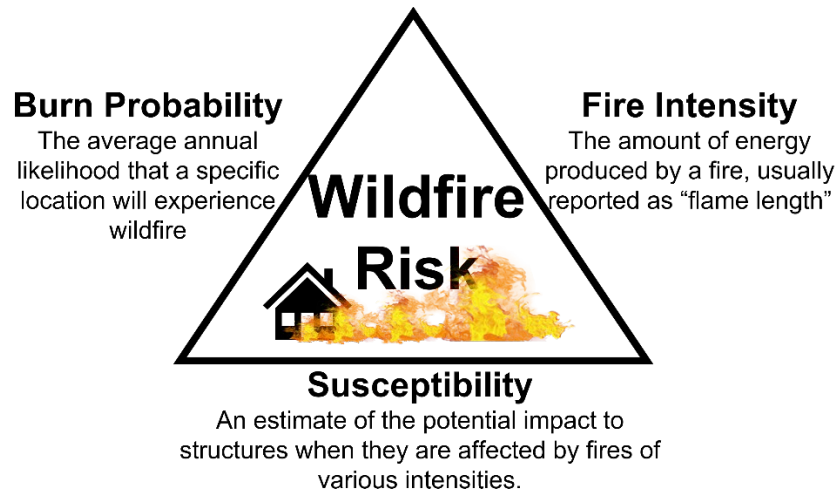 Burn Probability
The average annual
likelihood that a specific
location will experience
wildfire
Wildfire
Risk
Fire Intensity
The amount of energy
produced by a fire, usually
reported as “flame length”
Susceptibility
An estimate of the potential impact to
structures when they are affected by fires of
various intensities.